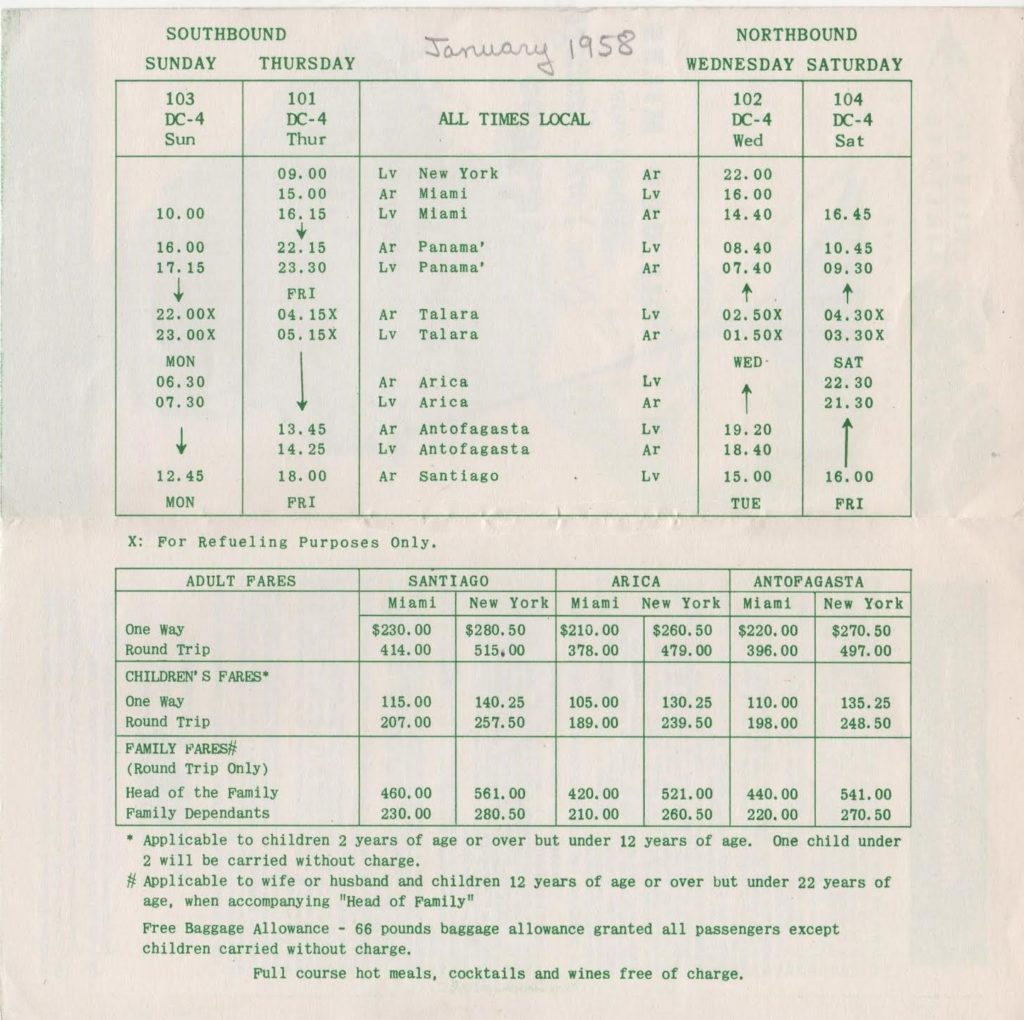 SOUTHBOUND January 1958 NORTHBOUND
SUNDAY THURSDAY WEDNESDAY SATURDAY
103 101 102 104
DC-4 DC-4 ALL TIMES LOCAL DC-4 DC-4
Sun Thur Wed Sat
09.00 Lv New York Ar 22.00
15.00 Ar Miami Lv 16.00
10.00 16.15 Lv Miami Ar 14.40 16.45
16.00 22.15 Ar Panama' Lv 08.40 10.45
17.15 23.30 Lv Panama' Ar 07.40 09.30
FRI
22.00X 04.15X Ar Talara Lv 02.50X 04.30X
23.00X 05.15X Lv Talara Ar 01.50X 03.30X
MON WED SAT
06.30 Ar Arica Lv 22.30
07.30 Lv Arica Ar 21.30
13.45 Ar Antofagasta Lv 19.20
14.25 Lv Antofagasta Ar 18.40
12.45 18.00 Ar Santiago Lv 15.00 16.00
MON FRI TUE FRI
X: For Refueling Purposes Only.
ADULT FARES SANTIAGO ARICA ANTOFAGASTA
Miami New York Miami New York Miami New York
One Way $230.00 $280.50 $210.00 $260.50 $220.00 $270.50
Round Trip 414.00 515.00 378.00 479.00 396.00 497.00
CHILDREN'S FARES*
One Way 115.00 140.25 105.00 130.25 110.00 135.25
Round Trip 207.00 257.50 189.00 239.50 198.00 248.50
FAMILY FARES#
(Round Trip Only)
Head of the Family 460.00 561.00 420.00 521.00 440.00 541.00
Family Dependants 230.00 280.50 210.00 260.50 220.00 270.50
* Applicable to children 2 years of age or over but under 12 years of age. One child under
2 will be carried without charge.
# Applicable to wife or husband and children 12 years of age or over but under 22 years of
age, when accompanying "Head of Family"
Free Baggage Allowance - 66 pounds baggage allowance granted all passengers except
children carried without charge.
Full course hot meals, cocktails and wines free of charge.